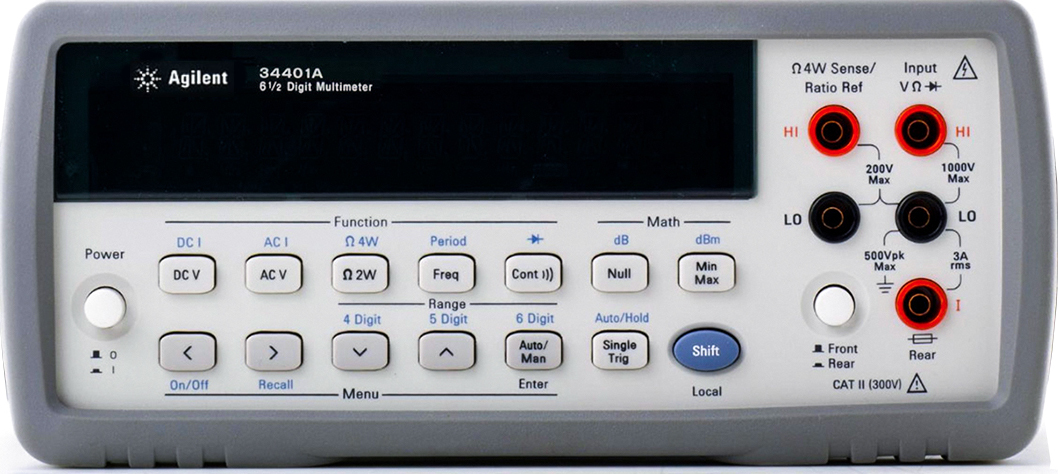 Agilent
34401A
6½ Digit Multimeter
Ω4W Sense/
Ratio Ref
Input
VΩ
HI
HI
200V
Max
1000V
Max
LO
LO
500Vpk
Max
3A
rms
I
Rear
Front
Rear
CAT II (300V)
Power
0
I
Function
Math
DC I
AC I
Ω 4W
Period
dB
dBm
DC V
AC V
Ω 2W
Freq
Cont )))
Null
Min
Max
Range
4 Digit
5 Digit
6 Digit
Auto/Hold
<
>
Auto/
Man
Single
Trig
Shift
On/Off
Recall
Enter
Menu
Local